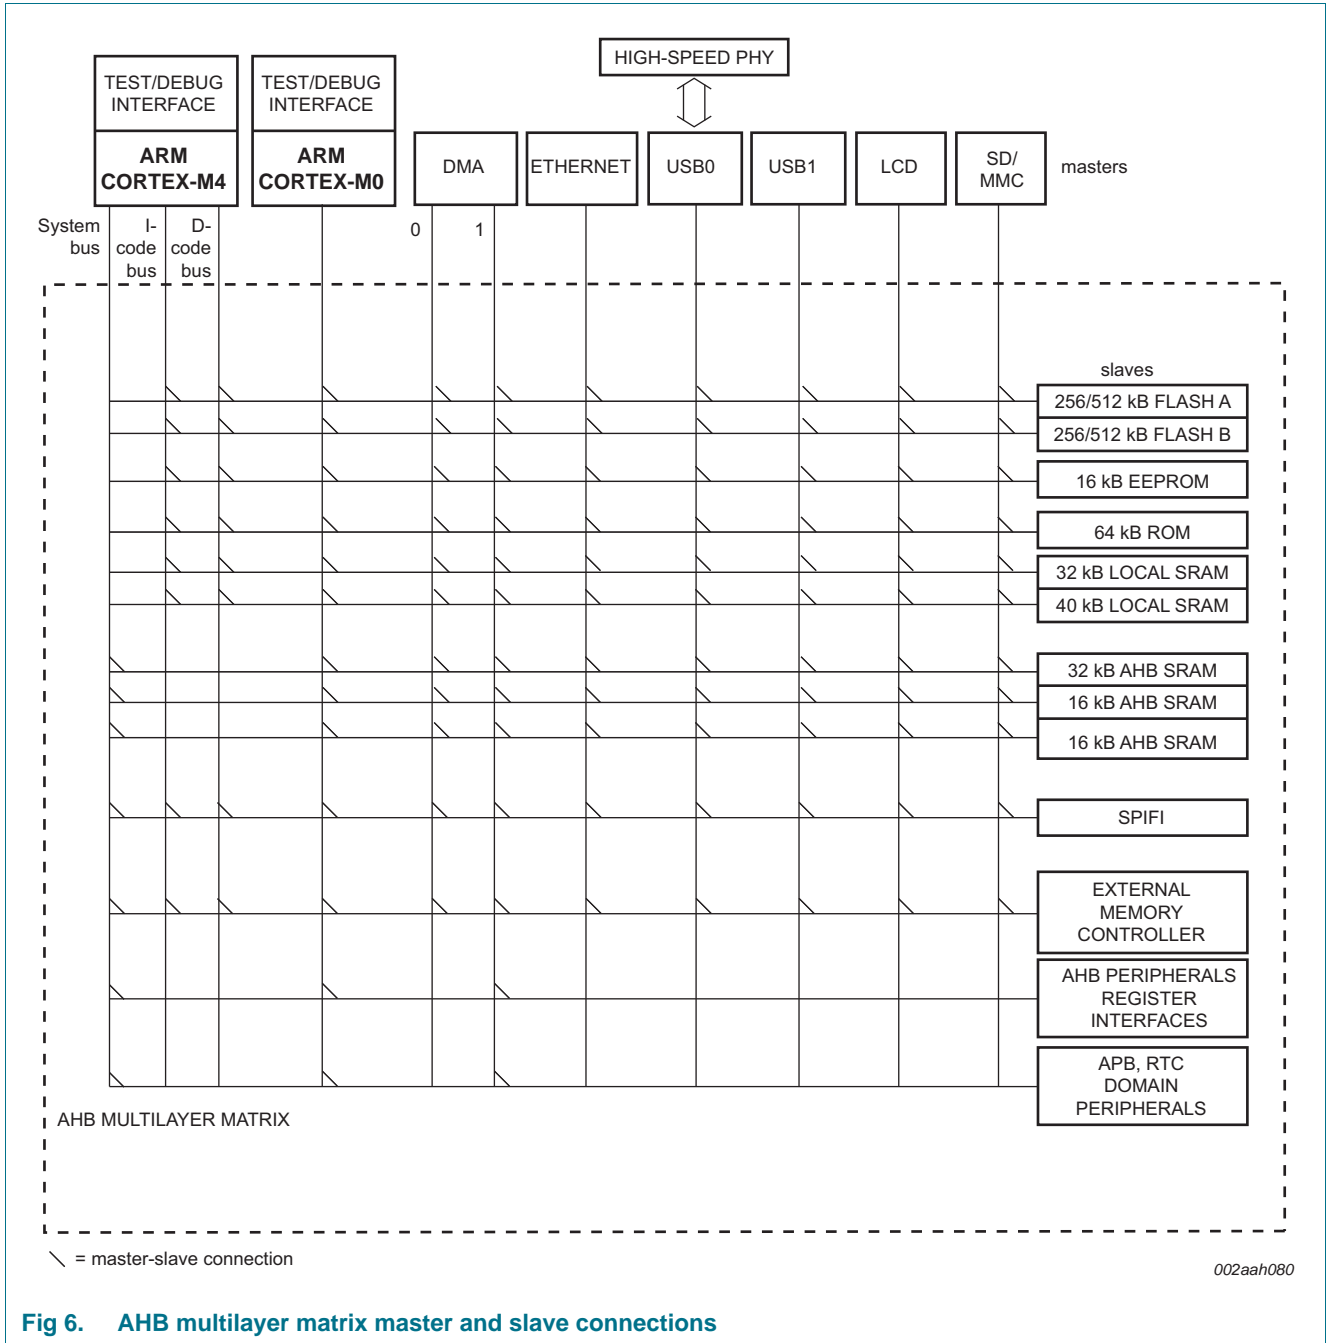 HIGH-SPEED PHY
TEST/DEBUG
INTERFACE
TEST/DEBUG
INTERFACE
ARM
CORTEX-M4
ARM
CORTEX-M0
DMA
ETHERNET
USB0
USB1
LCD
SD/
MMC
masters
System
bus
I-
code
bus
D-
code
bus
0
1
slaves
256/512 kB FLASH A
256/512 kB FLASH B
16 kB EEPROM
64 kB ROM
32 kB LOCAL SRAM
40 kB LOCAL SRAM
32 kB AHB SRAM
16 kB AHB SRAM
16 kB AHB SRAM
SPIFI
EXTERNAL
MEMORY
CONTROLLER
AHB PERIPHERALS
REGISTER
INTERFACES
APB, RTC
DOMAIN
PERIPHERALS
AHB MULTILAYER MATRIX
= master-slave connection
002aah080
Fig 6. AHB multilayer matrix master and slave connections